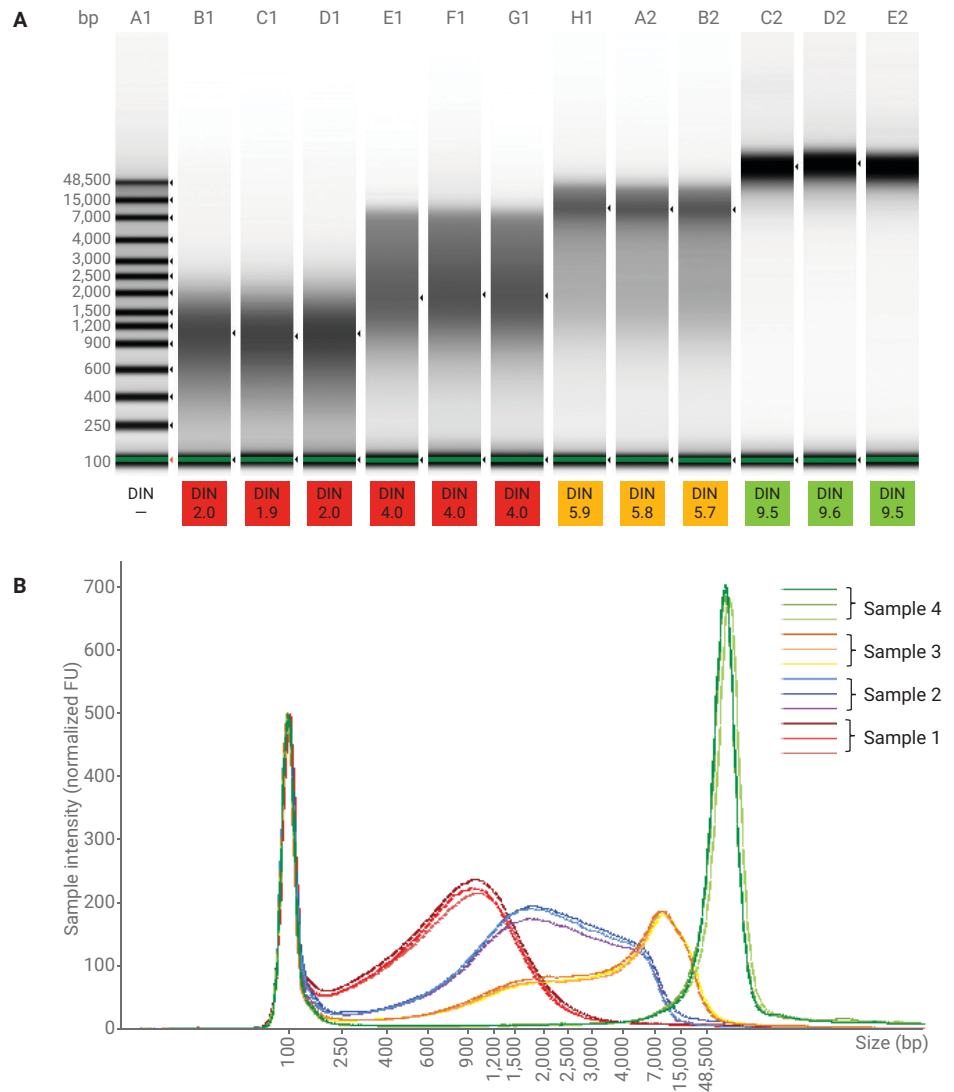 A bp A1 B1 C1 D1 E1 F1 G1 H1 A2 B2 C2 D2 E2
48,500
15,000
7,000
4,000
3,000
2,500
2,000
1,500
1,200
900
600
400
250
100
DIN DIN DIN DIN DIN DIN DIN DIN DIN DIN DIN DIN DIN
– 2.0 1.9 2.0 4.0 4.0 4.0 5.9 5.8 5.7 9.5 9.6 9.5
B
Sample intensity (normalized FU)
700
600
500
400
300
200
100
0
Sample 4
Sample 3
Sample 2
Sample 1
100 250 400 600 900 1,200 1,500 2,000 2,500 3,000 4,000 7,000 15,000 48,500
Size (bp)